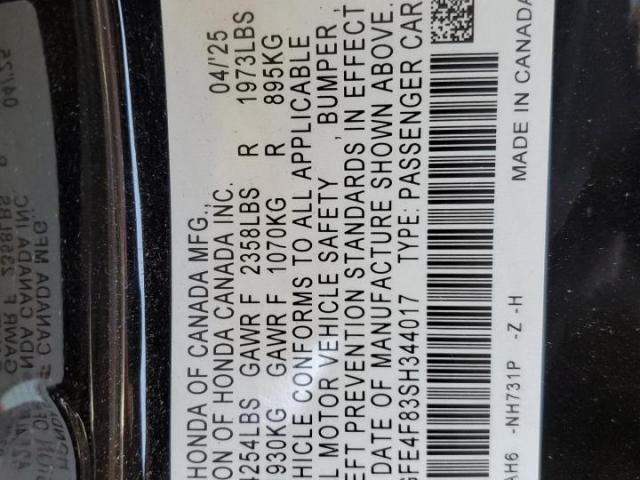 HONDA OF CANADA MFG., 04/'25
ON OF HONDA CANADA INC.
4254LBS GAWR F 2358LBS R 1973LBS
1930KG GAWR F 1070KG R 895KG
HICLE CONFORMS TO ALL APPLICABLE
L MOTOR VEHICLE SAFETY , BUMPER ,
EFT PREVENTION STANDARDS IN EFFECT
DATE OF MANUFACTURE SHOWN ABOVE.
GFE4F83SH344017 TYPE: PASSENGER CAR
AH6 -NH731P -Z -H MADE IN CANADA